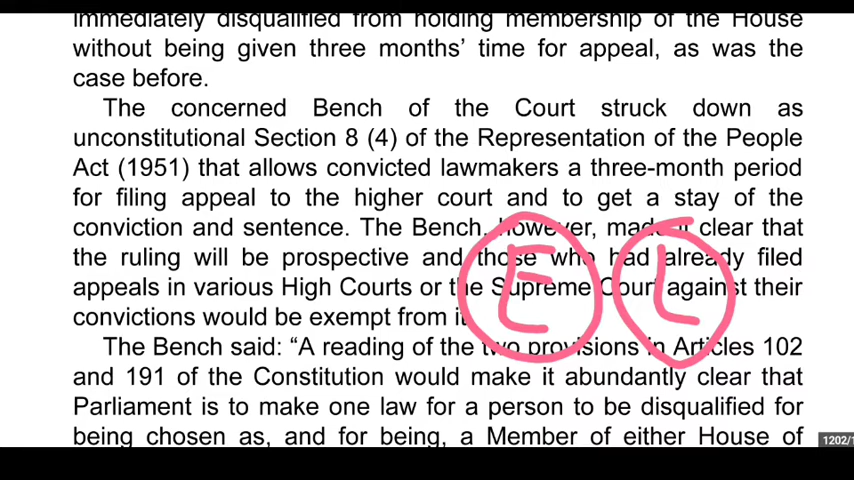 immediately disqualified from holding membership of the House
without being given three months' time for appeal, as was the
case before.
The concerned Bench of the Court struck down as
unconstitutional Section 8 (4) of the Representation of the People
Act (1951) that allows convicted lawmakers a three-month period
for filing appeal to the higher court and to get a stay of the
conviction and sentence. The Bench, however, made it clear that
the ruling will be prospective and those who had already filed
appeals in various High Courts or the Supreme Court against their
convictions would be exempt from it.
E
L
The Bench said: “A reading of the two provisions in Articles 102
and 191 of the Constitution would make it abundantly clear that
Parliament is to make one law for a person to be disqualified for
being chosen as, and for being, a Member of either House of